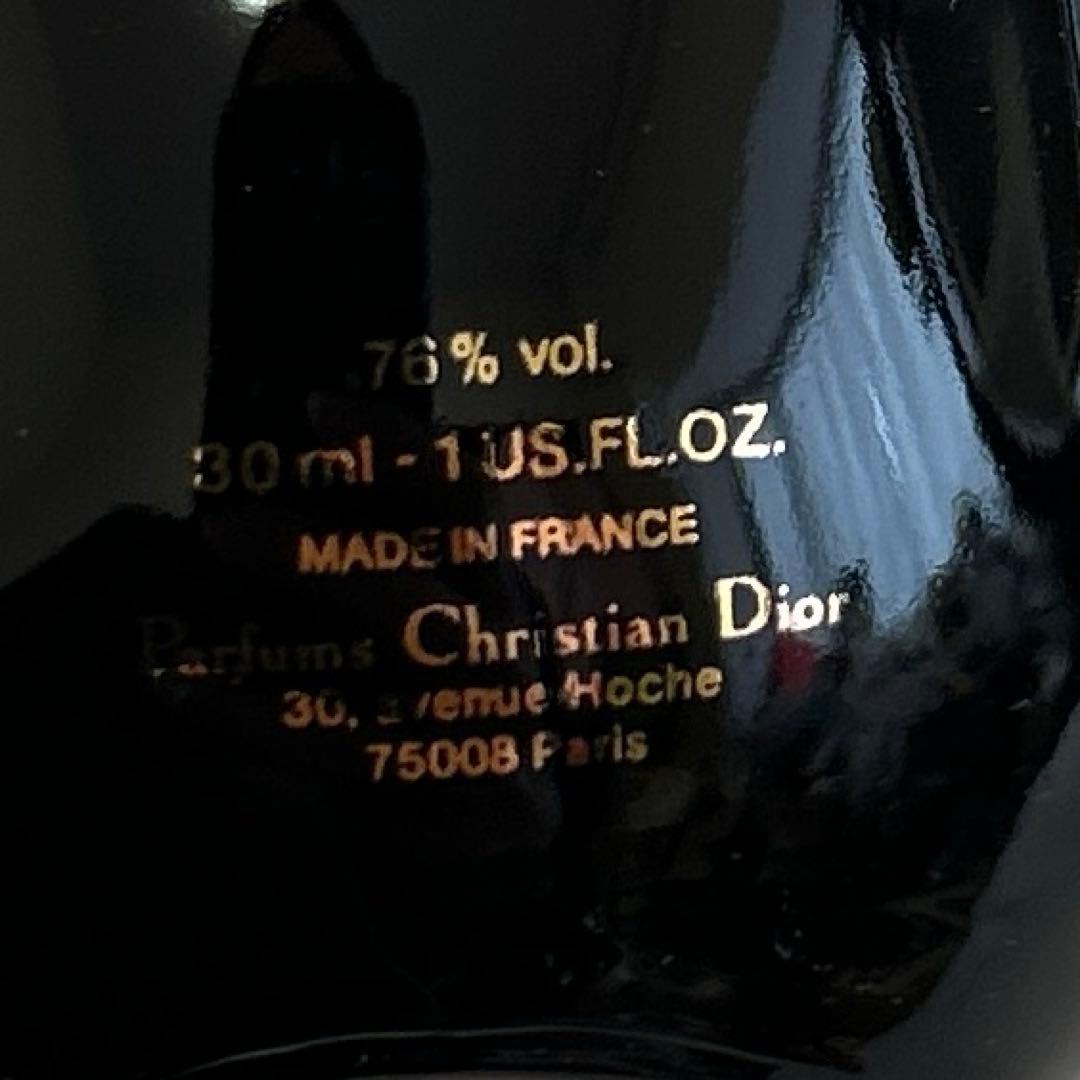 76% vol.
30 ml - 1 US.FL.OZ.
MADE IN FRANCE
Parfums Christian Dior
30, avenue Hoche
75008 Paris